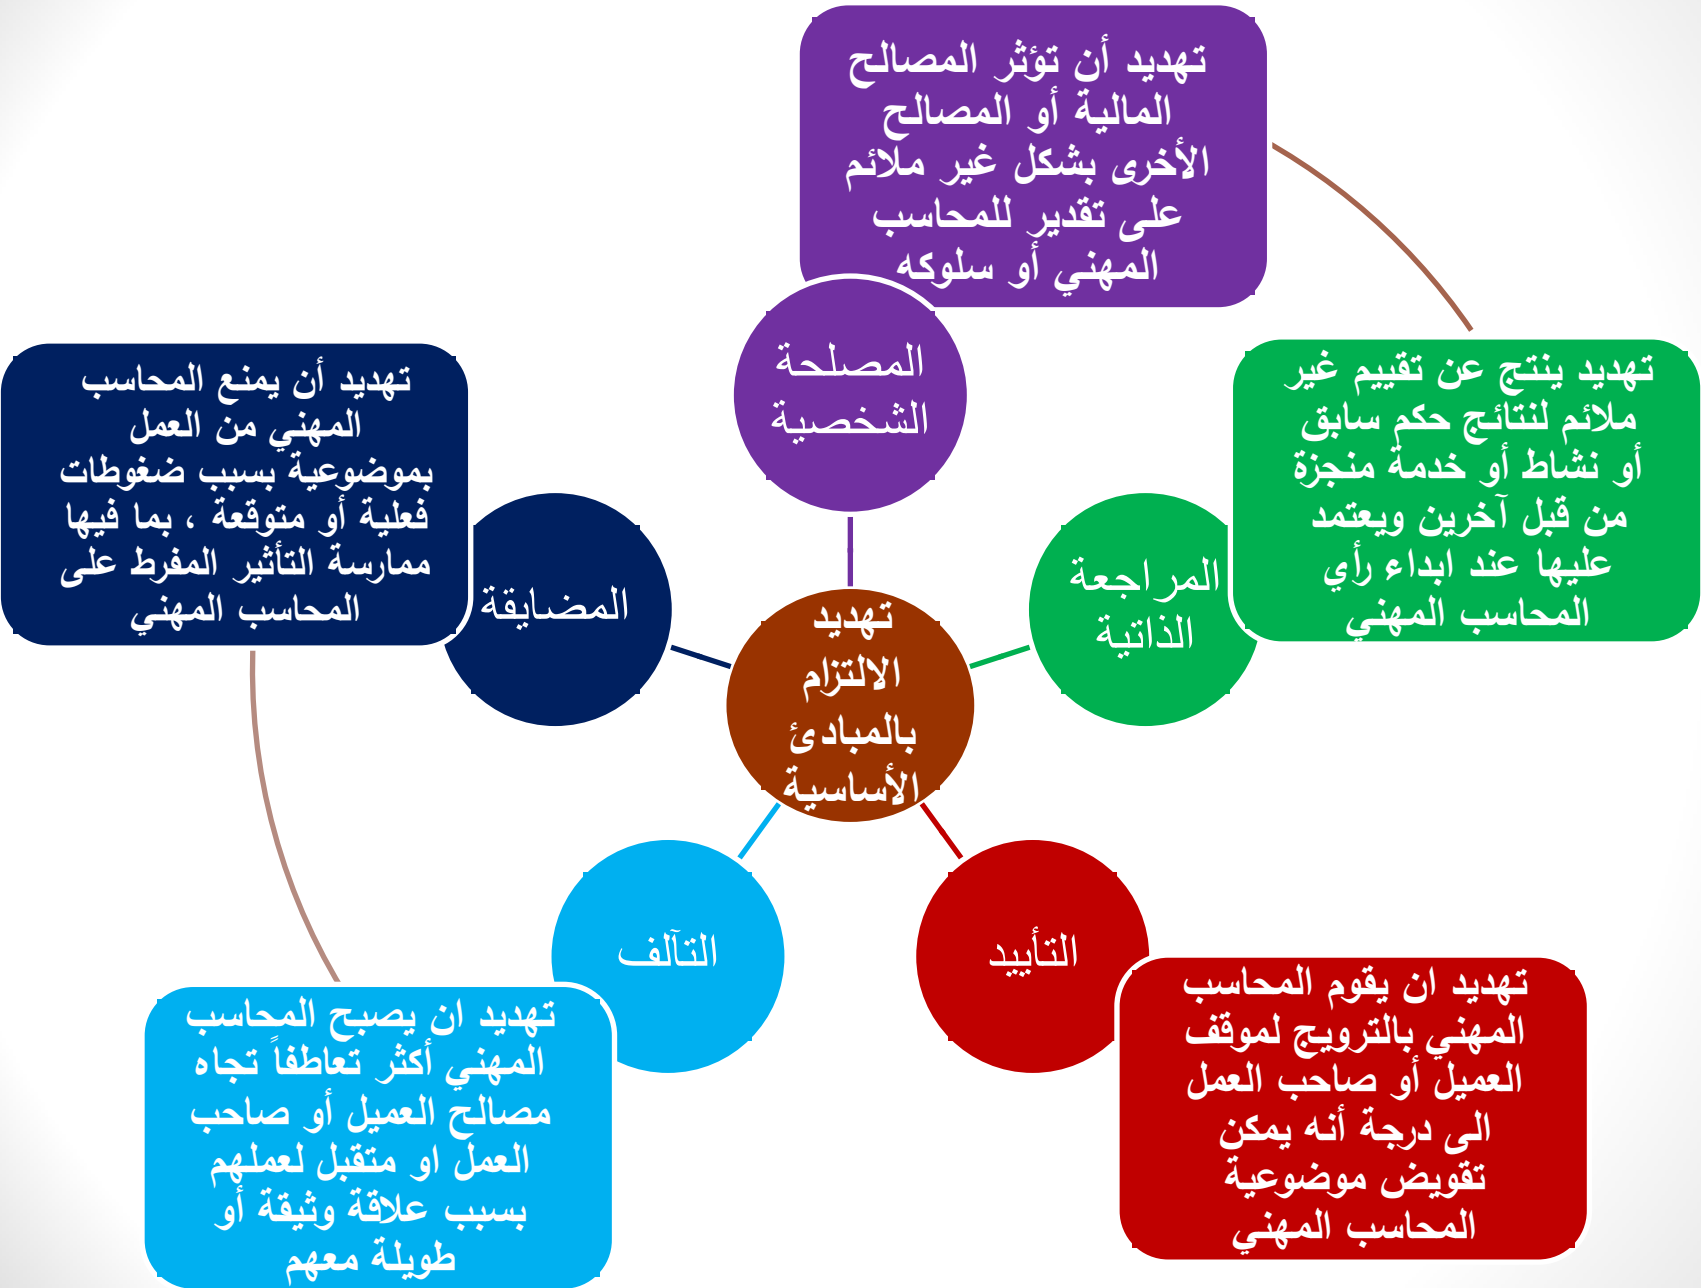 تهديد أن تؤثر المصالح
المالية أو المصالح
الأخرى بشكل غير ملائم
على تقدير للمحاسب
المهني أو سلوكه
المصلحة
الشخصية
تهديد ينتج عن تقييم غير
ملائم لنتائج حكم سابق
أو نشاط أو خدمة منجزة
من قبل آخرين ويعتمد
عليها عند ابداء رأي
المحاسب المهني
المراجعة
الذاتية
تهديد أن يمنع المحاسب
المهني من العمل
بموضوعية بسبب ضغوطات
فعلية أو متوقعة ، بما فيها
ممارسة التأثير المفرط على
المحاسب المهني
المضايقة
تهديد
الالتزام
بالمبادئ
الأساسية
التأييد
تهديد ان يقوم المحاسب
المهني بالترويج لموقف
العميل أو صاحب العمل
الى درجة أنه يمكن
تقويض موضوعية
المحاسب المهني
التآلف
تهديد ان يصبح المحاسب
المهني أكثر تعاطفاً تجاه
مصالح العميل أو صاحب
العمل او متقبل لعملهم
بسبب علاقة وثيقة أو
طويلة معهم